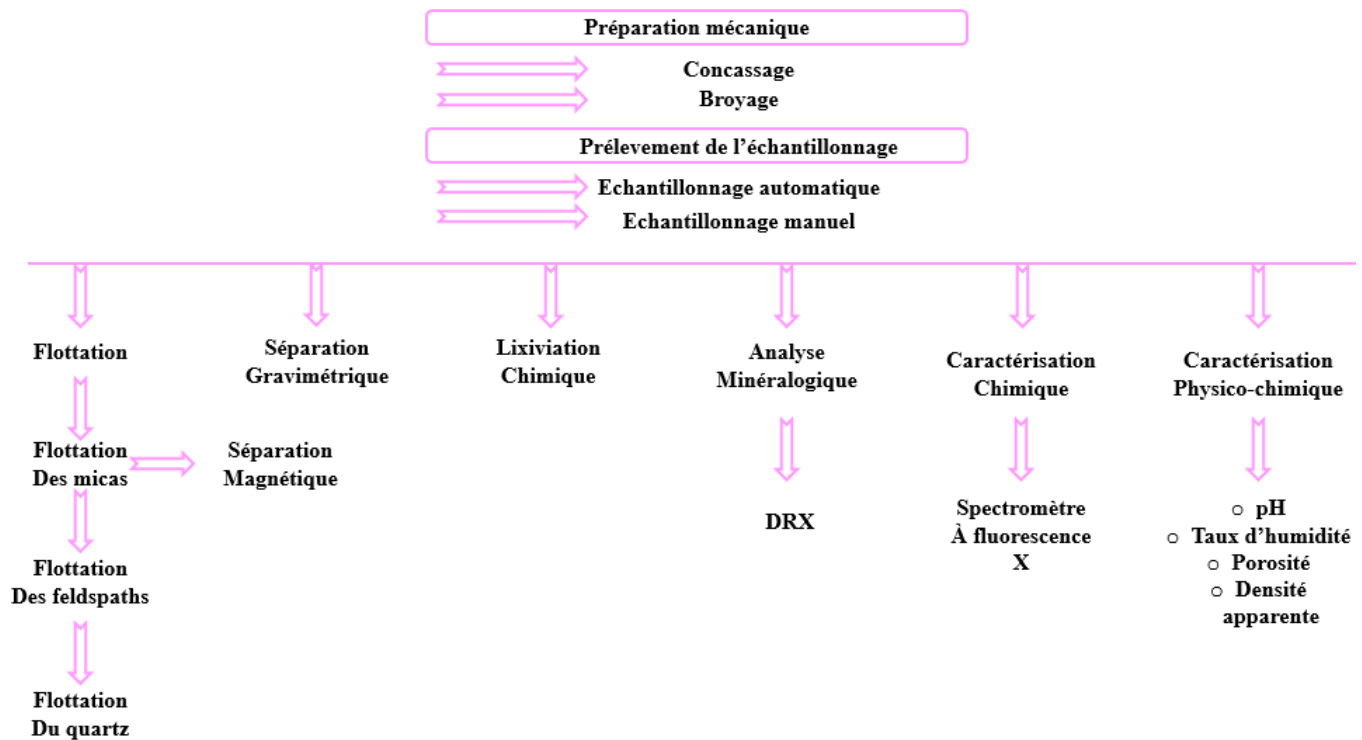 Préparation mécanique
Concassage
Broyage
Prélevement de l’échantillonnage
Echantillonnage automatique
Echantillonnage manuel
Flottation
Séparation
Gravimétrique
Lixiviation
Chimique
Analyse
Minéralogique
Caractérisation
Chimique
Caractérisation
Physico-chimique
Flottation
Des micas
Séparation
Magnétique
DRX
Spectromètre
À fluorescence
X
o pH
o Taux d’humidité
o Porosité
o Densité
apparente
Flottation
Des feldspaths
Flottation
Du quartz